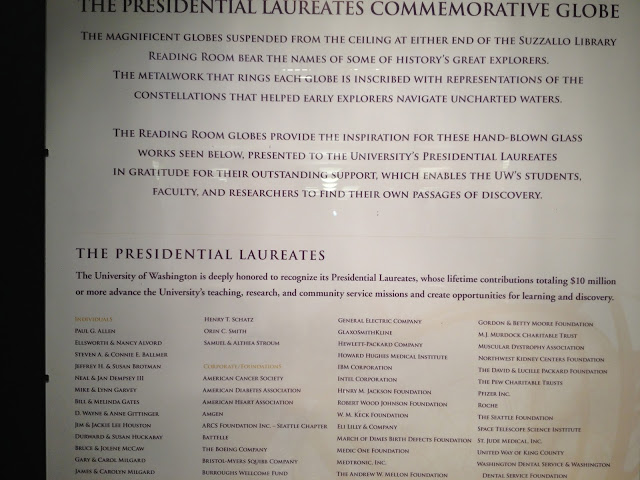 THE PRESIDENTIAL LAUREATES COMMEMORATIVE GLOBE
THE MAGNIFICENT GLOBES SUSPENDED FROM THE CEILING AT EITHER END OF THE SUZZALLO LIBRARY
READING ROOM BEAR THE NAMES OF SOME OF HISTORY'S GREAT EXPLORERS.
THE METALWORK THAT RINGS EACH GLOBE IS INSCRIBED WITH REPRESENTATIONS OF THE
CONSTELLATIONS THAT HELPED EARLY EXPLORERS NAVIGATE UNCHARTED WATERS.
THE READING ROOM GLOBES PROVIDE THE INSPIRATION FOR THESE HAND-BLOWN GLASS
WORKS SEEN BELOW, PRESENTED TO THE UNIVERSITY'S PRESIDENTIAL LAUREATES
IN GRATITUDE FOR THEIR OUTSTANDING SUPPORT, WHICH ENABLES THE UW'S STUDENTS,
FACULTY, AND RESEARCHERS TO FIND THEIR OWN PASSAGES OF DISCOVERY.
THE PRESIDENTIAL LAUREATES
The University of Washington is deeply honored to recognize its Presidential Laureates, whose lifetime contributions totaling $10 million
or more advance the University's teaching, research, and community service missions and create opportunities for learning and discovery.
INDIVIDUALS
PAUL G. ALLEN
ELLSWORTH & NANCY ALVORD
STEVEN A. & CONNIE E. BALLMER
JEFFREY H. & SUSAN BROTMAN
NEAL & JAN DEMPSEY III
MIKE & LYNN GARVEY
BILL & MELINDA GATES
D. WAYNE & ANNE GITTINGER
JIM & JACKIE LEE HOUSTON
DURWARD & SUSAN HUCKABAY
BRUCE & JOLENE MCCAW
GARY & CAROL MILGARD
JAMES & CAROLYN MILGARD
HENRY T. SCHATZ
ORIN C. SMITH
SAMUEL & ALTHEA STROUM
CORPORATE/FOUNDATIONS
AMERICAN CANCER SOCIETY
AMERICAN DIABETES ASSOCIATION
AMERICAN HEART ASSOCIATION
AMGEN
ARCS FOUNDATION INC. – SEATTLE CHAPTER
BATTELLE
THE BOEING COMPANY
BRISTOL-MYERS SQUIBB COMPANY
BURROUGHS WELLCOME FUND
GENERAL ELECTRIC COMPANY
GLAXOSMITHKLINE
HEWLETT-PACKARD COMPANY
HOWARD HUGHES MEDICAL INSTITUTE
IBM CORPORATION
INTEL CORPORATION
HENRY M. JACKSON FOUNDATION
ROBERT WOOD JOHNSON FOUNDATION
W. M. KECK FOUNDATION
ELI LILLY & COMPANY
MARCH OF DIMES BIRTH DEFECTS FOUNDATION
MEDIC ONE FOUNDATION
MEDTRONIC, INC.
THE ANDREW W. MELLON FOUNDATION
GORDON & BETTY MOORE FOUNDATION
M.J. MURDOCK CHARITABLE TRUST
MUSCULAR DYSTROPHY ASSOCIATION
NORTHWEST KIDNEY CENTERS FOUNDATION
THE DAVID & LUCILE PACKARD FOUNDATION
THE PEW CHARITABLE TRUSTS
PFIZER INC.
ROCHE
THE SEATTLE FOUNDATION
SPACE TELESCOPE SCIENCE INSTITUTE
ST. JUDE MEDICAL, INC.
UNITED WAY OF KING COUNTY
WASHINGTON DENTAL SERVICE & WASHINGTON
DENTAL SERVICE FOUNDATION